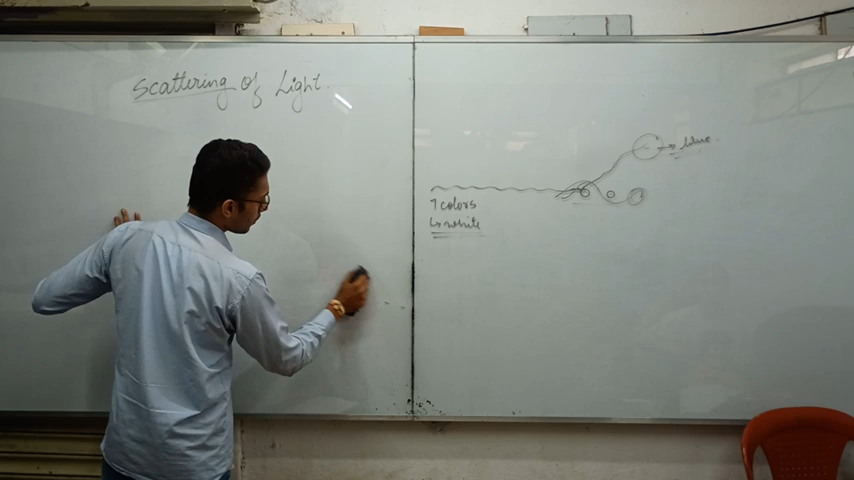 Scattering of Light.
7 colors
↳ white
→ blue.